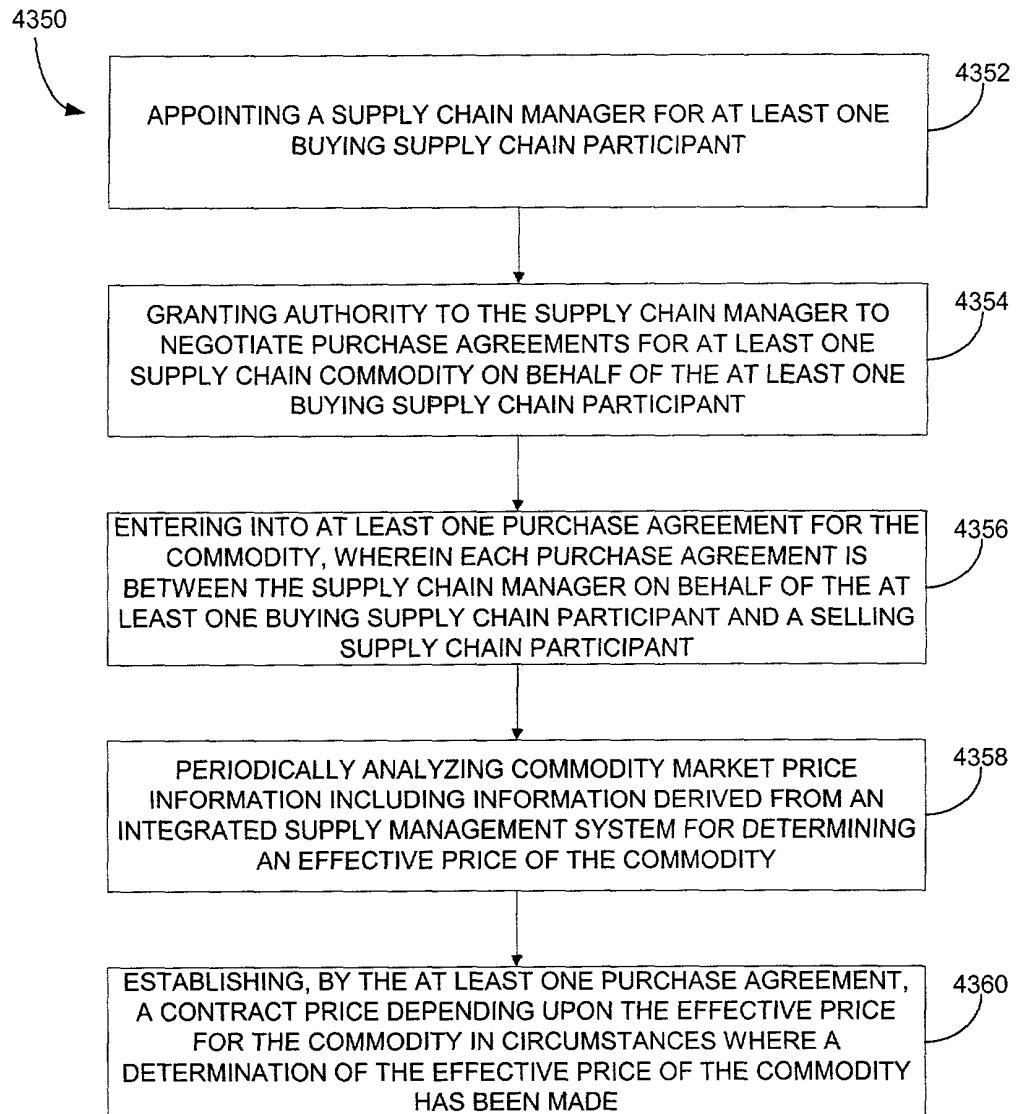 4350
APPOINTING A SUPPLY CHAIN MANAGER FOR AT LEAST ONE
BUYING SUPPLY CHAIN PARTICIPANT
4352
GRANTING AUTHORITY TO THE SUPPLY CHAIN MANAGER TO
NEGOTIATE PURCHASE AGREEMENTS FOR AT LEAST ONE
SUPPLY CHAIN COMMODITY ON BEHALF OF THE AT LEAST ONE
BUYING SUPPLY CHAIN PARTICIPANT
4354
ENTERING INTO AT LEAST ONE PURCHASE AGREEMENT FOR THE
COMMODITY, WHEREIN EACH PURCHASE AGREEMENT IS
BETWEEN THE SUPPLY CHAIN MANAGER ON BEHALF OF THE AT
LEAST ONE BUYING SUPPLY CHAIN PARTICIPANT AND A SELLING
SUPPLY CHAIN PARTICIPANT
4356
PERIODICALLY ANALYZING COMMODITY MARKET PRICE
INFORMATION INCLUDING INFORMATION DERIVED FROM AN
INTEGRATED SUPPLY MANAGEMENT SYSTEM FOR DETERMINING
AN EFFECTIVE PRICE OF THE COMMODITY
4358
ESTABLISHING, BY THE AT LEAST ONE PURCHASE AGREEMENT,
A CONTRACT PRICE DEPENDING UPON THE EFFECTIVE PRICE
FOR THE COMMODITY IN CIRCUMSTANCES WHERE A
DETERMINATION OF THE EFFECTIVE PRICE OF THE COMMODITY
HAS BEEN MADE
4360